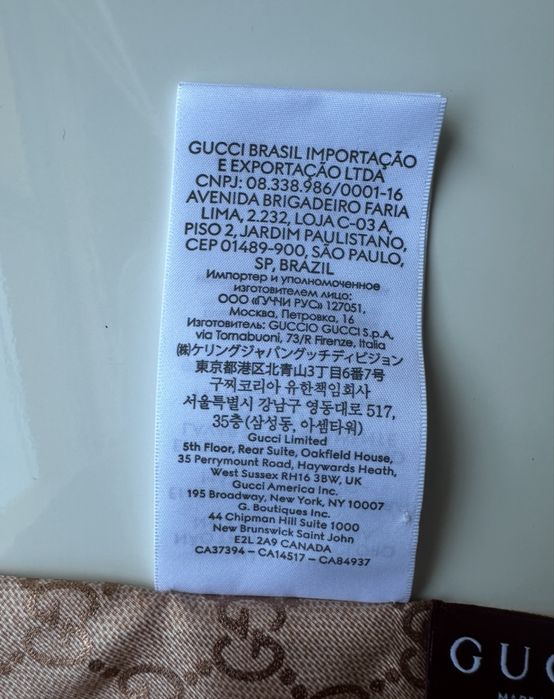 GUCCI BRASIL IMPORTAÇÃO
E EXPORTAÇÃO LTDA
CNPJ: 08.338.986/0001-16
AVENIDA BRIGADEIRO FARIA
LIMA, 2.232, LOJA C-03 A,
PISO 2, JARDIM PAULISTANO,
CEP 01489-900, SÃO PAULO,
SP, BRAZIL
Импортер и уполномоченное
изготовителем лицо:
ООО «ГУЧЧИ РУС» 127051,
Москва, Петровка, 16
Изготовитель: GUCCIO GUCCI S.p.A,
via Tornabuoni, 73/R Firenze, Italia
㈱ケリングジャパングッチディビジョン
東京都港区北青山3丁目6番7号
구찌코리아 유한책임회사
서울특별시 강남구 영동대로 517,
35층(삼성동, 아셈타워)
Gucci Limited
5th Floor, Rear Suite, Oakfield House,
35 Perrymount Road, Haywards Heath,
West Sussex RH16 3BW, UK
Gucci America Inc.
195 Broadway, New York, NY, 10007
G. Boutiques Inc.
44 Chipman Hill Suite 1000
New Brunswick Saint John
E2L 2A9 CANADA
CA37394 – CA14517 – CA84937
GUC